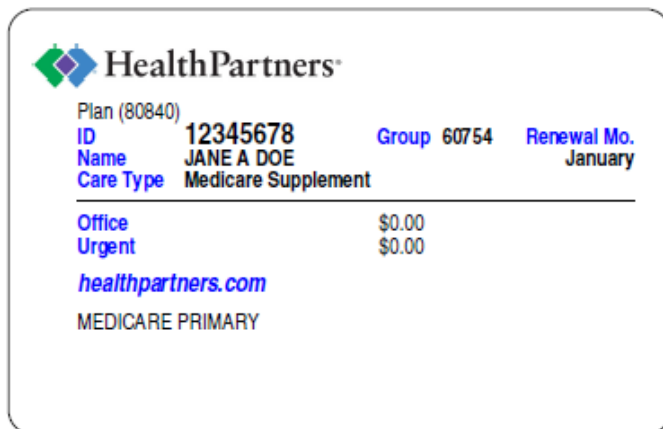 HealthPartners®
Plan (80840)
ID 12345678 Group 60754 Renewal Mo.
Name JANE A DOE January
Care Type Medicare Supplement
Office $0.00
Urgent $0.00
healthpartners.com
MEDICARE PRIMARY